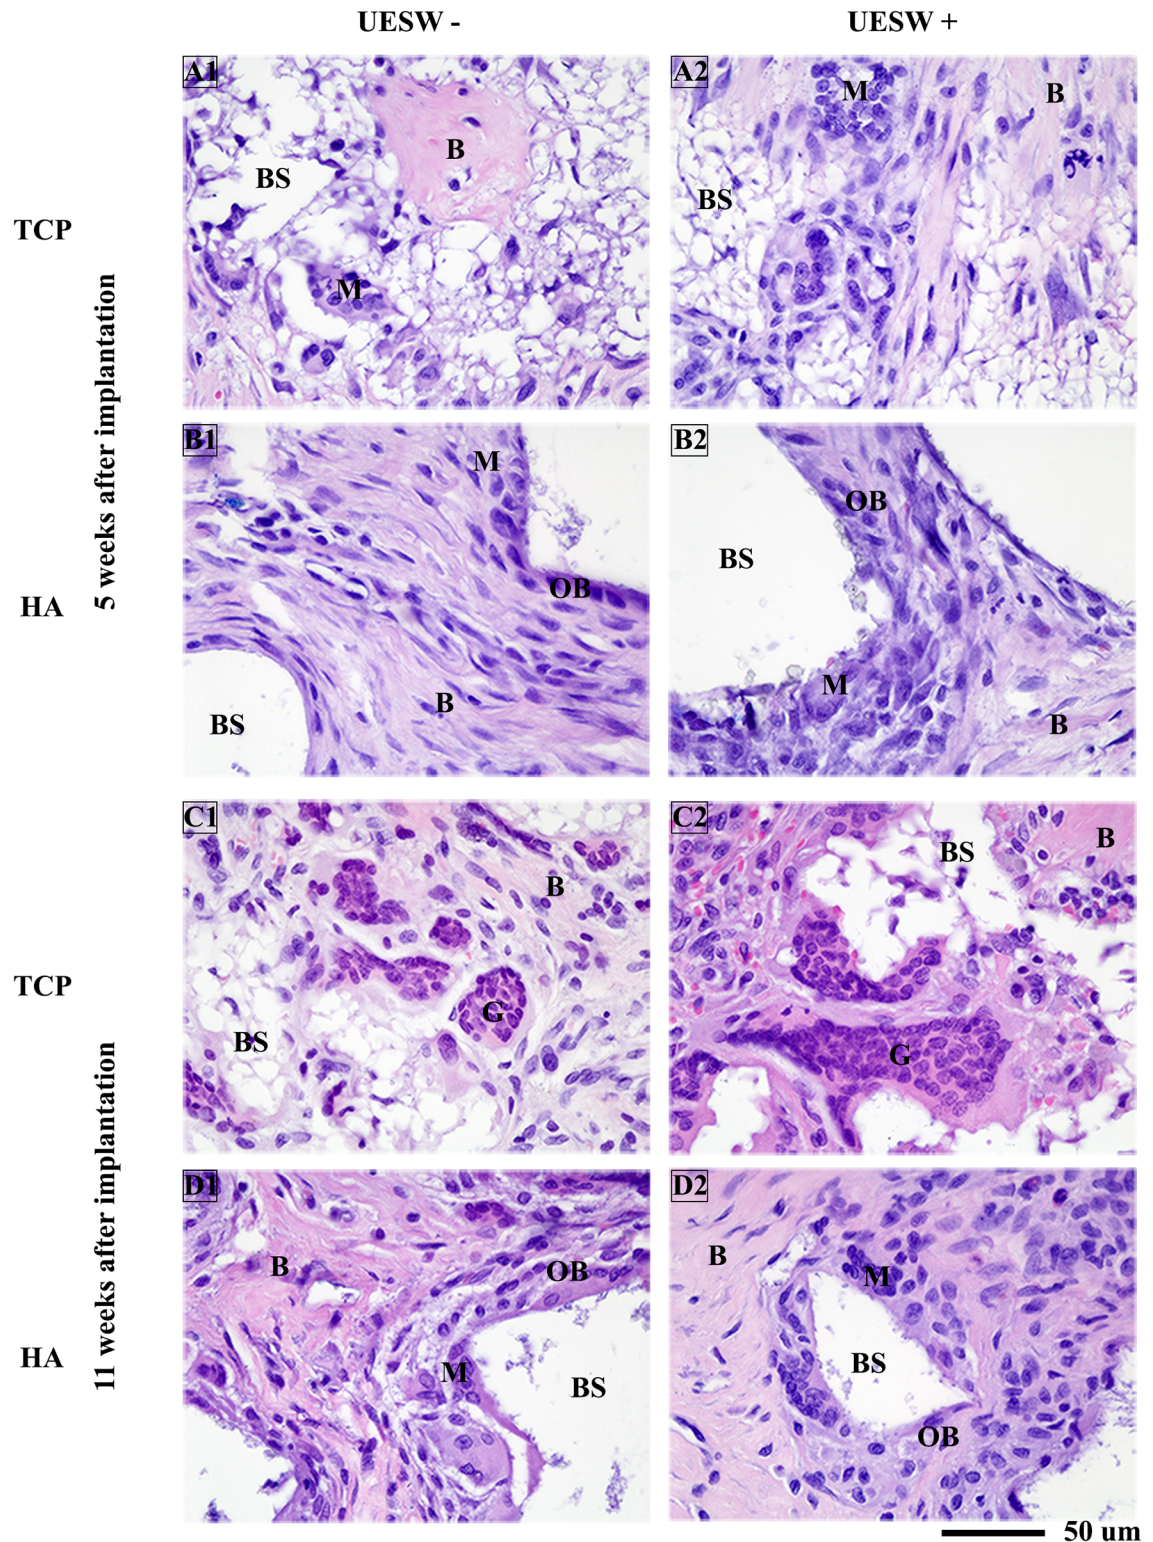 UESW - UESW +
A1 B BS M
A2 M B BS
TCP
5 weeks after implantation
B1 M OB B BS
B2 OB BS M B
HA
C1 B G BS
C2 BS B G
TCP
11 weeks after implantation
D1 B OB M BS
D2 B M BS OB
HA
50 um